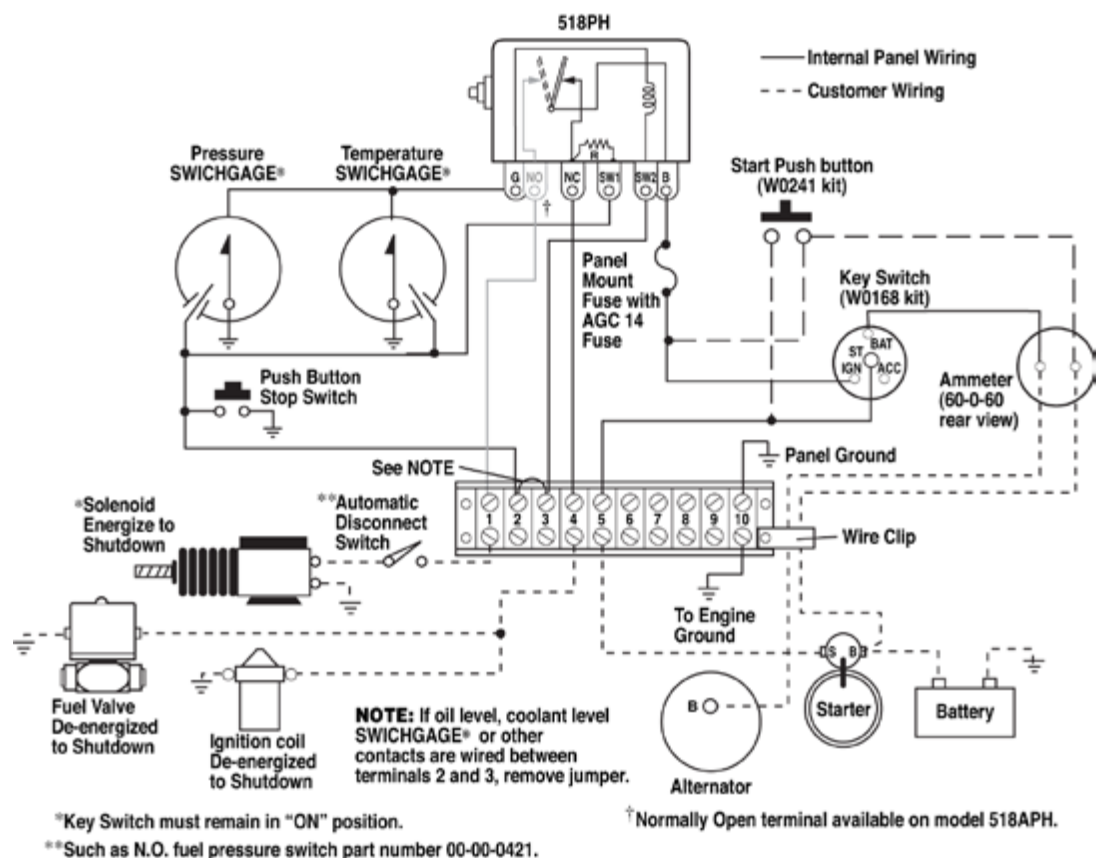 518PH
Internal Panel Wiring
Customer Wiring
Pressure
SWICHGAGE®
Temperature
SWICHGAGE®
G
NO
NC
SW1
SW2
B
R
†
Start Push button
(W0241 kit)
Panel
Mount
Fuse with
AGC 14
Fuse
Key Switch
(W0168 kit)
BAT
ST
IGN
ACC
Ammeter
(60-0-60
rear view)
Push Button
Stop Switch
See NOTE
Panel Ground
1
2
3
4
5
6
7
8
9
10
Wire Clip
*Solenoid
Energize to
Shutdown
**Automatic
Disconnect
Switch
To Engine
Ground
Fuel Valve
De-energized
to Shutdown
Ignition coil
De-energized
to Shutdown
NOTE: If oil level, coolant level
SWICHGAGE® or other
contacts are wired between
terminals 2 and 3, remove jumper.
B
Alternator
S
B
Starter
Battery
*Key Switch must remain in “ON” position.
†Normally Open terminal available on model 518APH.
**Such as N.O. fuel pressure switch part number 00-00-0421.